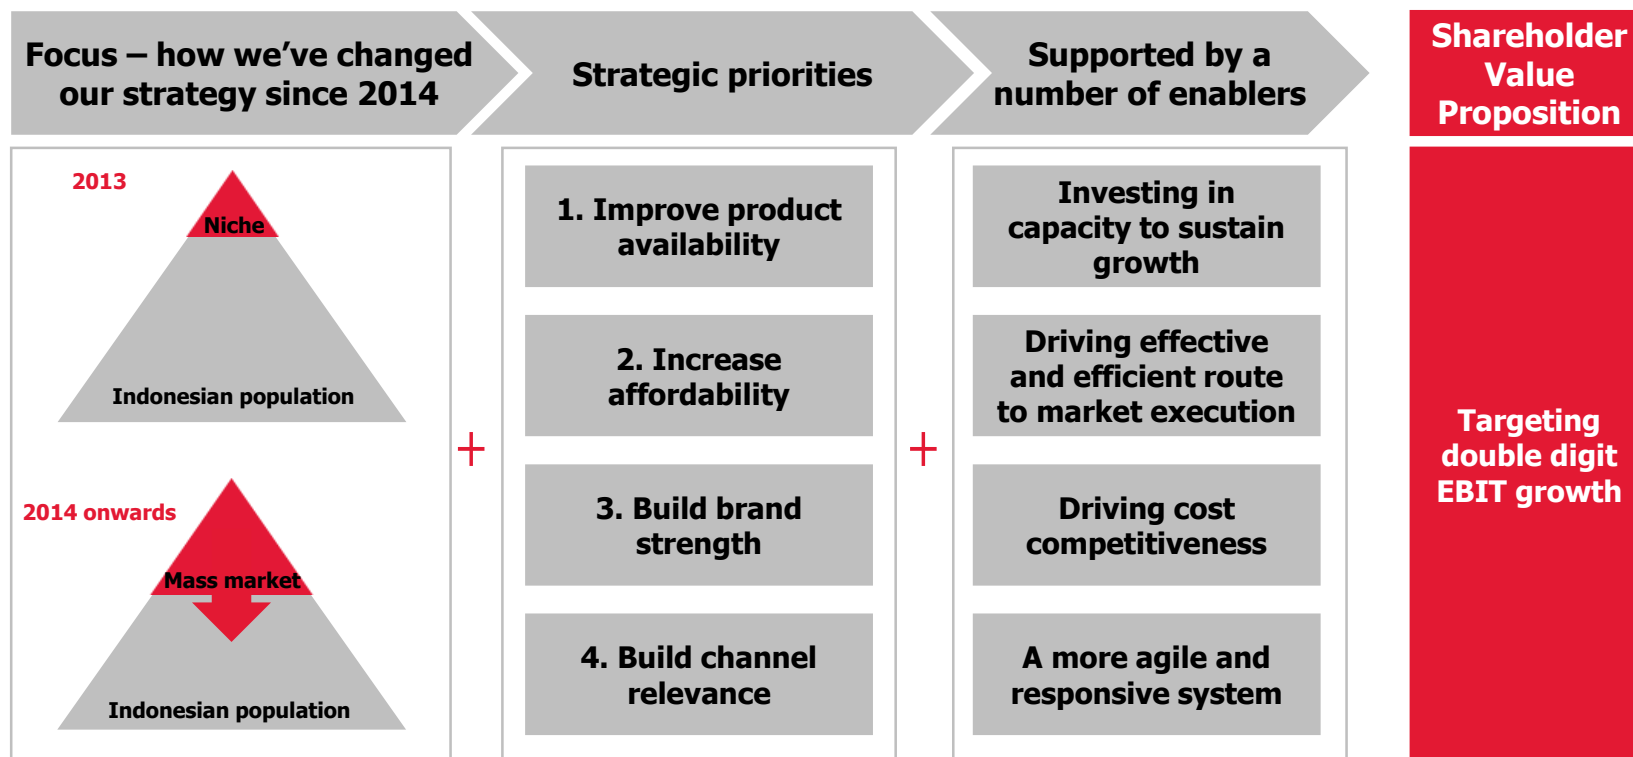 Focus – how we’ve changed
our strategy since 2014
Strategic priorities
Supported by a
number of enablers
Shareholder
Value
Proposition
2013
Niche
Indonesian population
2014 onwards
Mass market
Indonesian population
+
1. Improve product
availability
2. Increase
affordability
3. Build brand
strength
4. Build channel
relevance
+
Investing in
capacity to sustain
growth
Driving effective
and efficient route
to market execution
Driving cost
competitiveness
A more agile and
responsive system
Targeting
double digit
EBIT growth